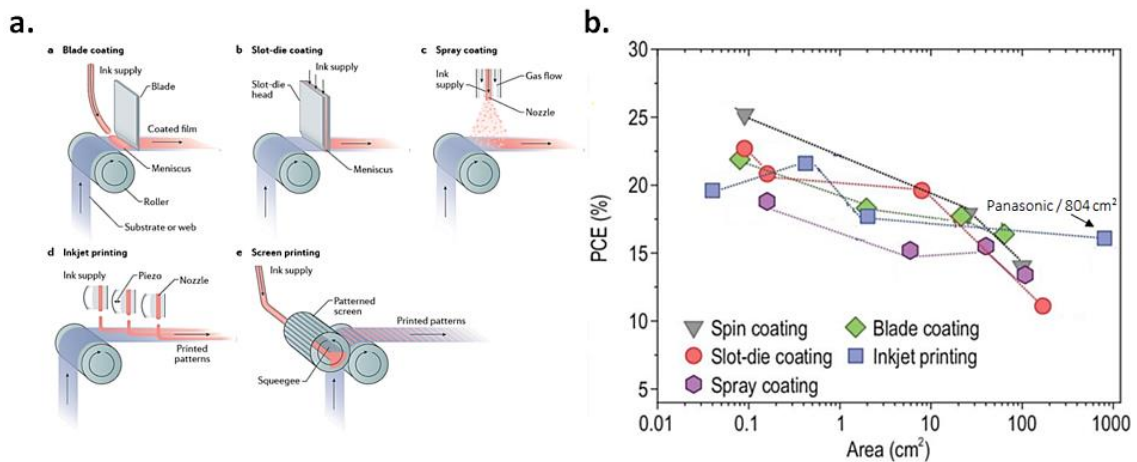 a.
a Blade coating
Ink supply
Blade
Coated film
Meniscus
Roller
Substrate or web
b Slot-die coating
Ink supply
Slot-die
head
Meniscus
c Spray coating
Ink
supply
Gas flow
Nozzle
d Inkjet printing
Ink supply
Piezo
Nozzle
Printed
patterns
e Screen printing
Ink supply
Patterned
screen
Printed patterns
Squeegee
b.
PCE (%)
30
25
20
15
10
5
Panasonic / 804 cm²
Spin coating
Slot-die coating
Spray coating
Blade coating
Inkjet printing
0.01
0.1
1
10
100
1000
Area (cm²)